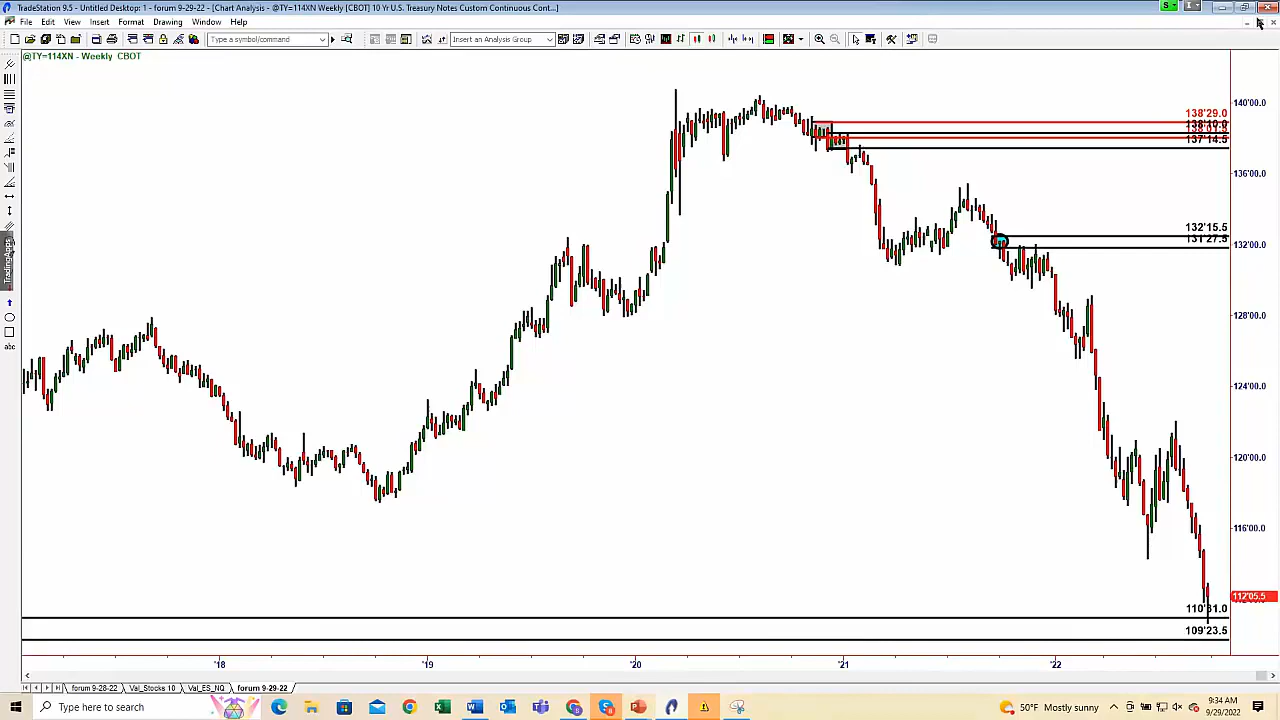 TradeStation 9.5 - Untitled Desktop: 1 - forum 9-29-22 - [Chart Analysis - @TY=114XN Weekly [CBOT] 10 Yr U.S. Treasury Notes Custom Continuous Cont...]
File Edit View Insert Format Drawing Window Help
Type a symbol/command
Insert an Analysis Group
@TY=114XN - Weekly CBOT
140'00.0
138'29.0
138'10.0
137'14.5
136'00.0
132'15.5
132'00.0
131'27.5
128'00.0
124'00.0
120'00.0
116'00.0
112'05.5
110'31.0
109'23.5
'18 '19 '20 '21 '22
TradingApps
abc
forum 9-28-22 Val_Stocks 10 Val_ES_NQ forum 9-29-22
Type here to search
50°F Mostly sunny
9:34 AM
9/29/2022